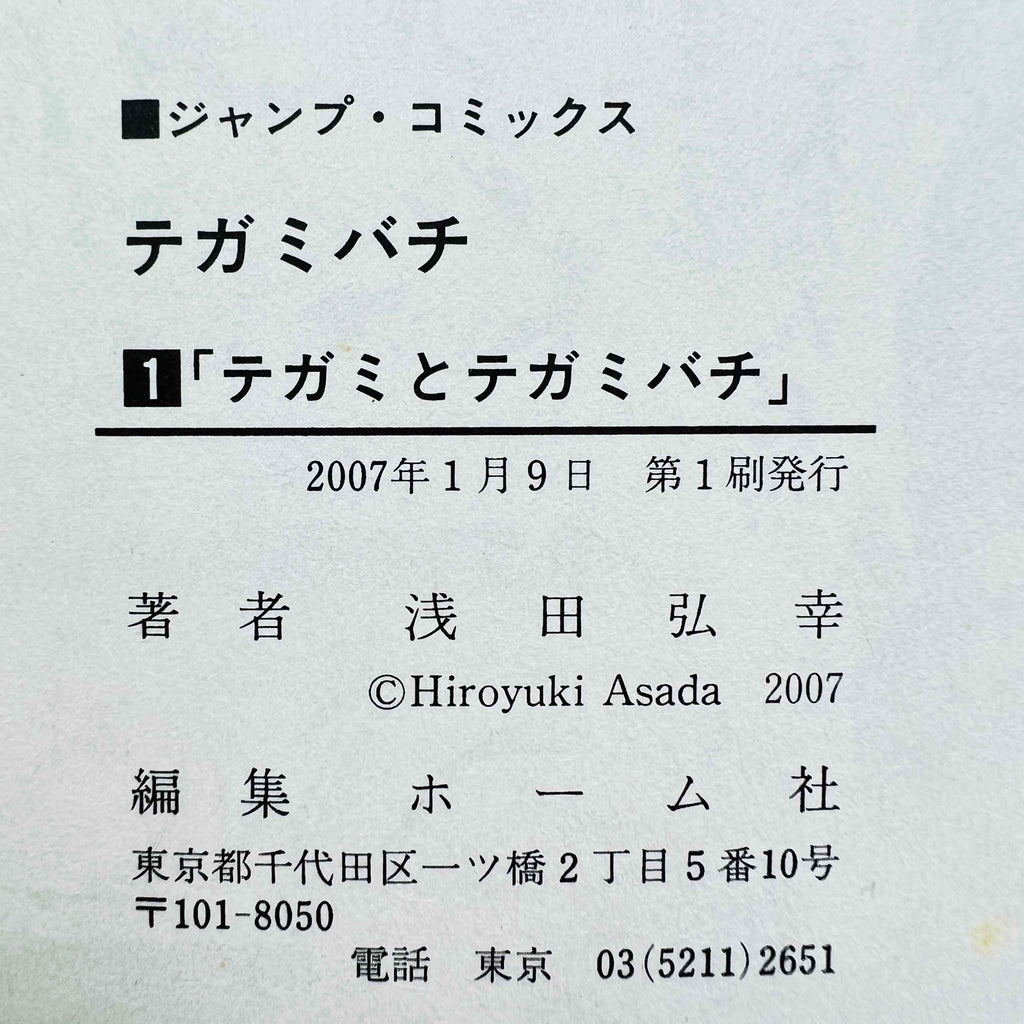 ■ジャンプ・コミックス
テガミバチ
1「テガミとテガミバチ」
2007年1月9日　第1刷発行
著者　浅田弘幸
©Hiroyuki Asada　2007
編集　ホーム社
東京都千代田区一ツ橋2丁目5番10号
〒101-8050
電話　東京　03(5211)2651